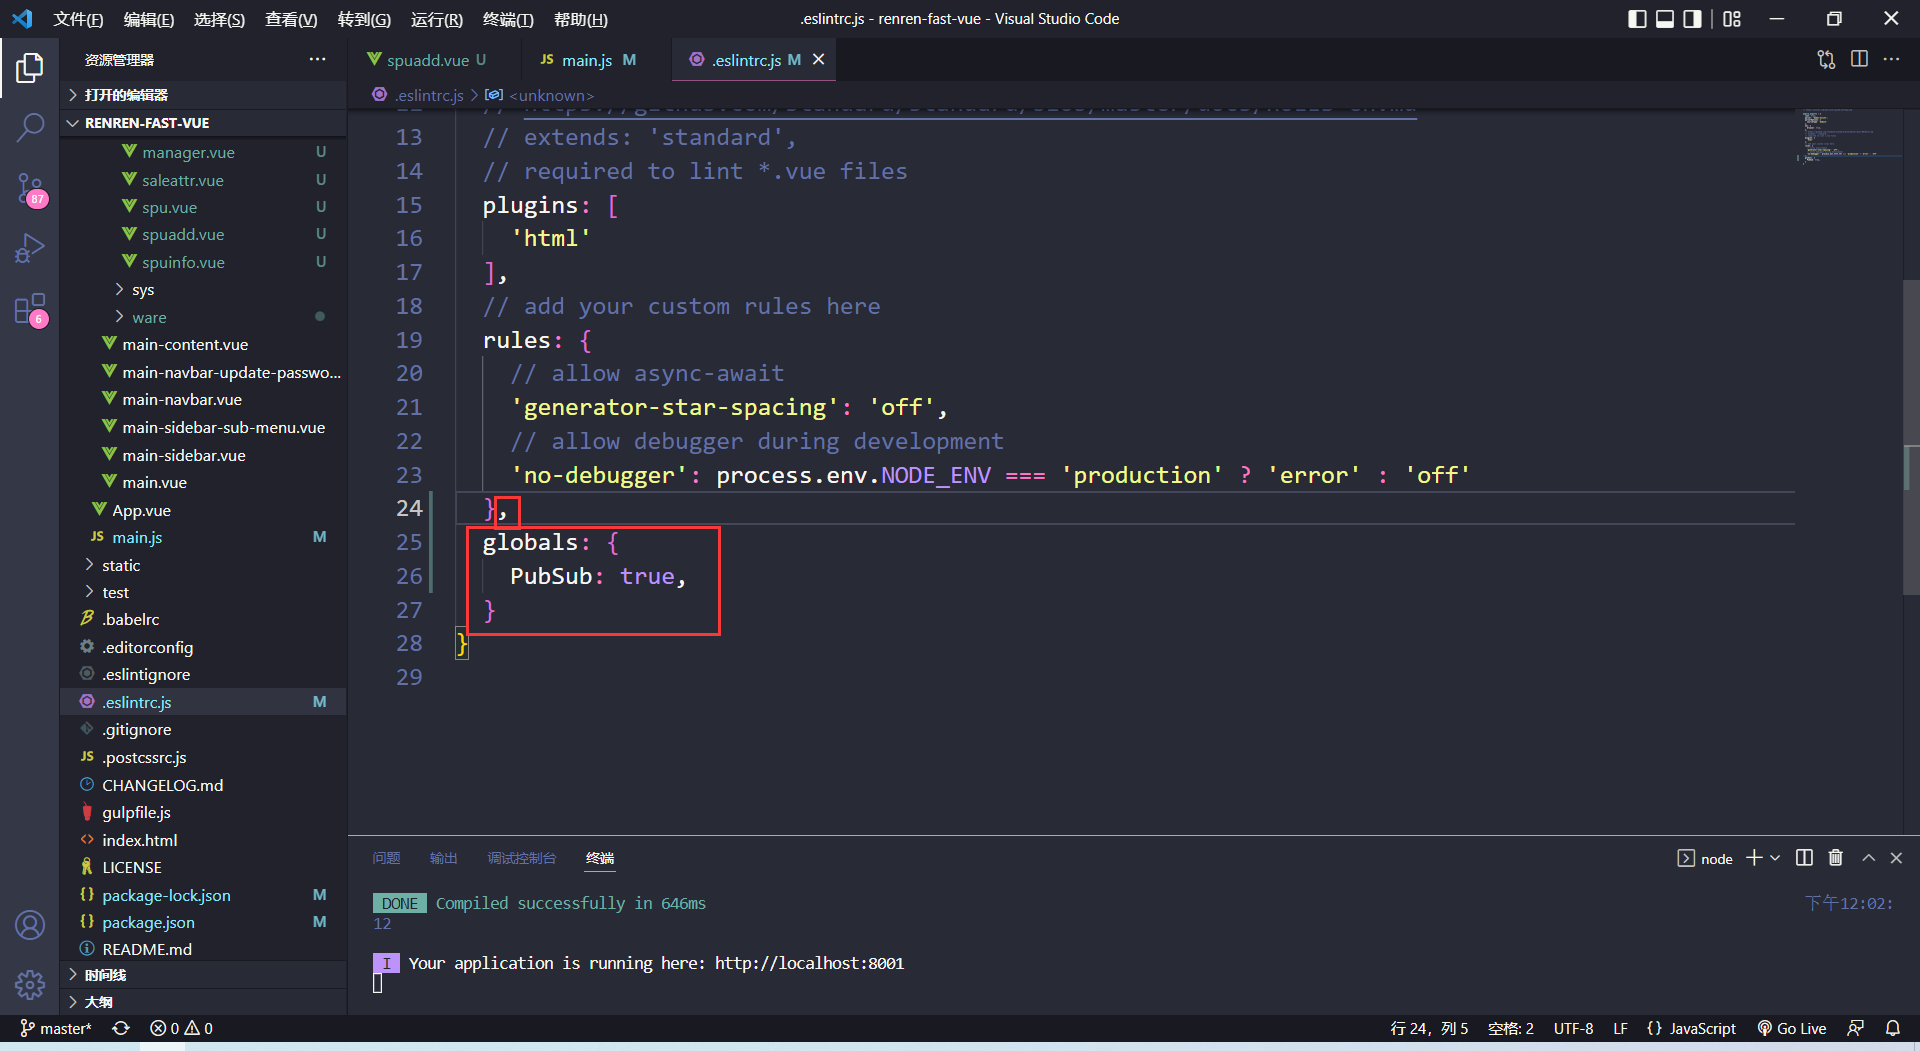 文件(F) 编辑(E) 选择(S) 查看(V) 转到(G) 运行(R) 终端(T) 帮助(H) .eslintrc.js - renren-fast-vue - Visual Studio Code
资源管理器
打开的编辑器
RENREN-FAST-VUE
manager.vue U
saleattr.vue U
spu.vue U
spuadd.vue U
spuinfo.vue U
sys
ware
main-content.vue
main-navbar-update-passwo...
main-navbar.vue
main-sidebar-sub-menu.vue
main-sidebar.vue
main.vue
App.vue
JS main.js M
static
test
.babelrc
.editorconfig
.eslintignore
.eslintrc.js M
.gitignore
JS .postcssrc.js
CHANGELOG.md
gulpfile.js
index.html
LICENSE
{} package-lock.json M
{} package.json M
README.md
时间线
大纲
87
6
spuadd.vue U JS main.js M .eslintrc.js M
.eslintrc.js > <unknown>
13 // extends: 'standard',
14 // required to lint *.vue files
15 plugins: [
16 'html'
17 ],
18 // add your custom rules here
19 rules: {
20 // allow async-await
21 'generator-star-spacing': 'off',
22 // allow debugger during development
23 'no-debugger': process.env.NODE_ENV === 'production' ? 'error' : 'off'
24 },
25 globals: {
26 PubSub: true,
27 }
28 }
29
问题 输出 调试控制台 终端 node
DONE Compiled successfully in 646ms 下午12:02:
12
I Your application is running here: http://localhost:8001
master* 0 0 行 24，列 5 空格: 2 UTF-8 LF {} JavaScript Go Live